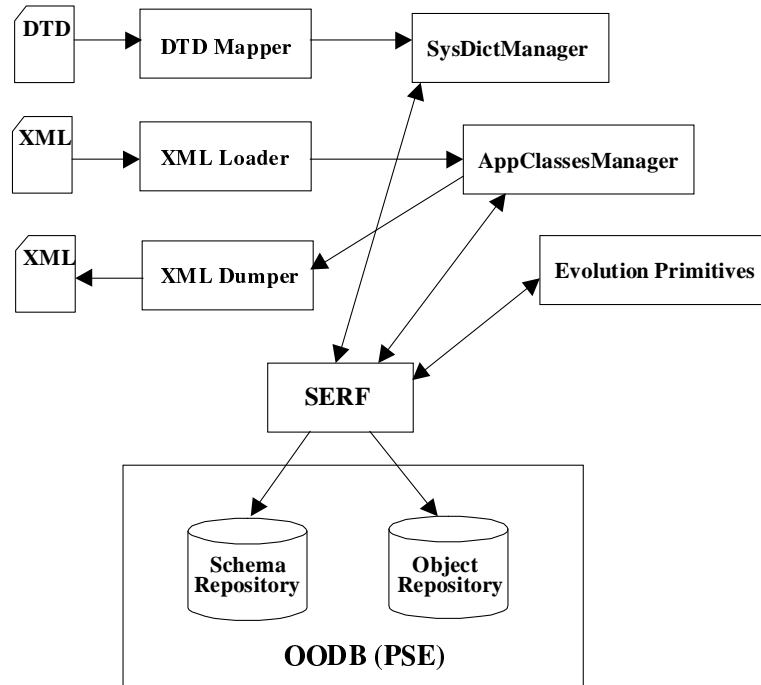 DTD
DTD Mapper
SysDictManager
XML
XML Loader
AppClassesManager
XML
XML Dumper
Evolution Primitives
SERF
Schema
Repository
Object
Repository
OODB (PSE)